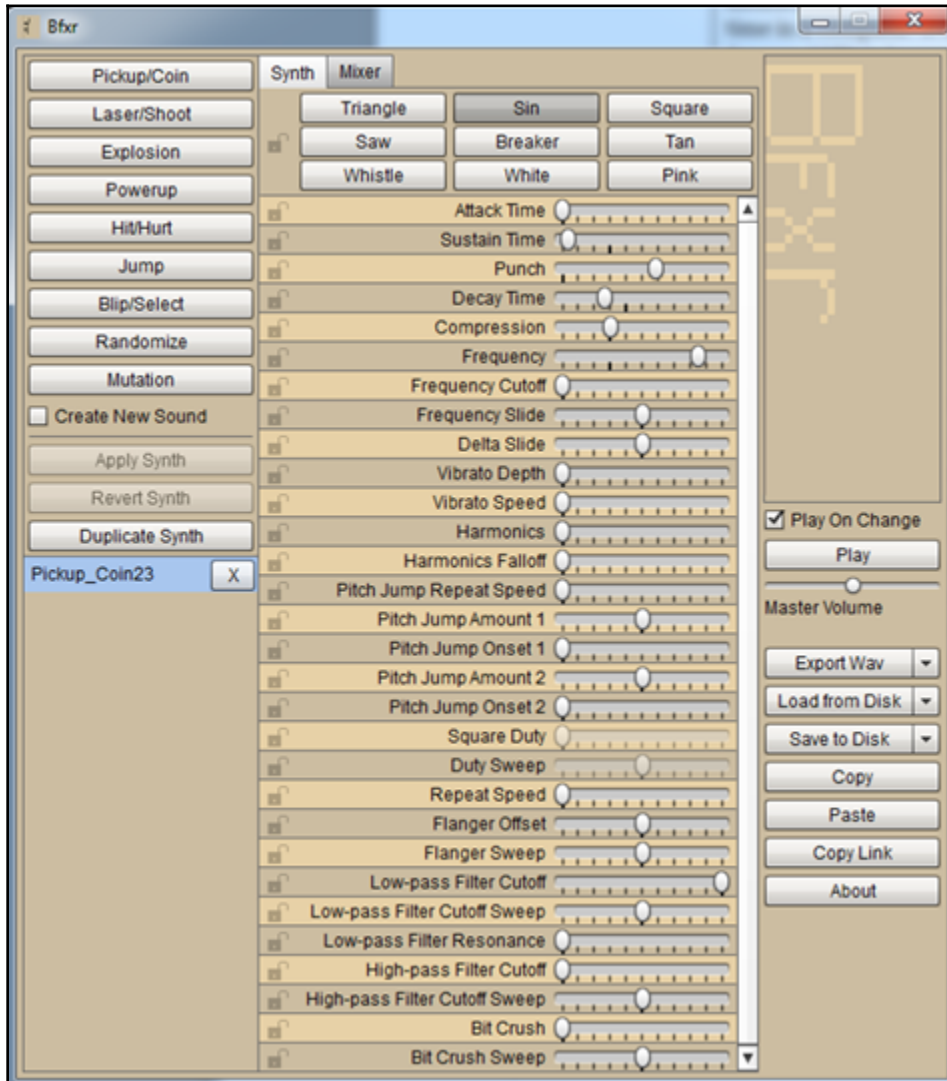 Bfxr
Pickup/Coin
Laser/Shoot
Explosion
Powerup
Hit/Hurt
Jump
Blip/Select
Randomize
Mutation
Create New Sound
Apply Synth
Revert Synth
Duplicate Synth
Pickup_Coin23 X
Synth Mixer
Triangle Sin Square
Saw Breaker Tan
Whistle White Pink
Attack Time
Sustain Time
Punch
Decay Time
Compression
Frequency
Frequency Cutoff
Frequency Slide
Delta Slide
Vibrato Depth
Vibrato Speed
Harmonics
Harmonics Falloff
Pitch Jump Repeat Speed
Pitch Jump Amount 1
Pitch Jump Onset 1
Pitch Jump Amount 2
Pitch Jump Onset 2
Square Duty
Duty Sweep
Repeat Speed
Flanger Offset
Flanger Sweep
Low-pass Filter Cutoff
Low-pass Filter Cutoff Sweep
Low-pass Filter Resonance
High-pass Filter Cutoff
High-pass Filter Cutoff Sweep
Bit Crush
Bit Crush Sweep
Bfxr
Play On Change
Play
Master Volume
Export Wav
Load from Disk
Save to Disk
Copy
Paste
Copy Link
About